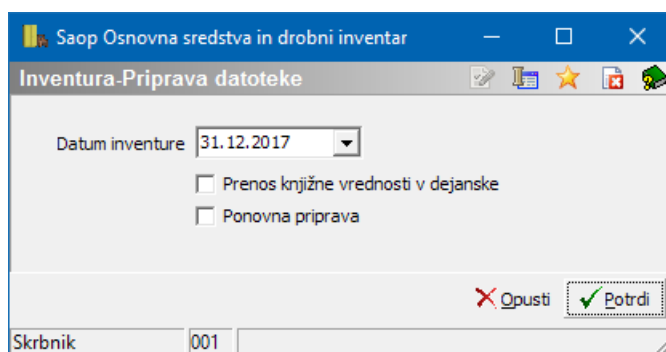 Saop Osnovna sredstva in drobni inventar
Inventura-Priprava datoteke
Datum inventure 31.12.2017
Prenos knjižne vrednosti v dejanske
Ponovna priprava
Opusti Potrdi
Skrbnik 001